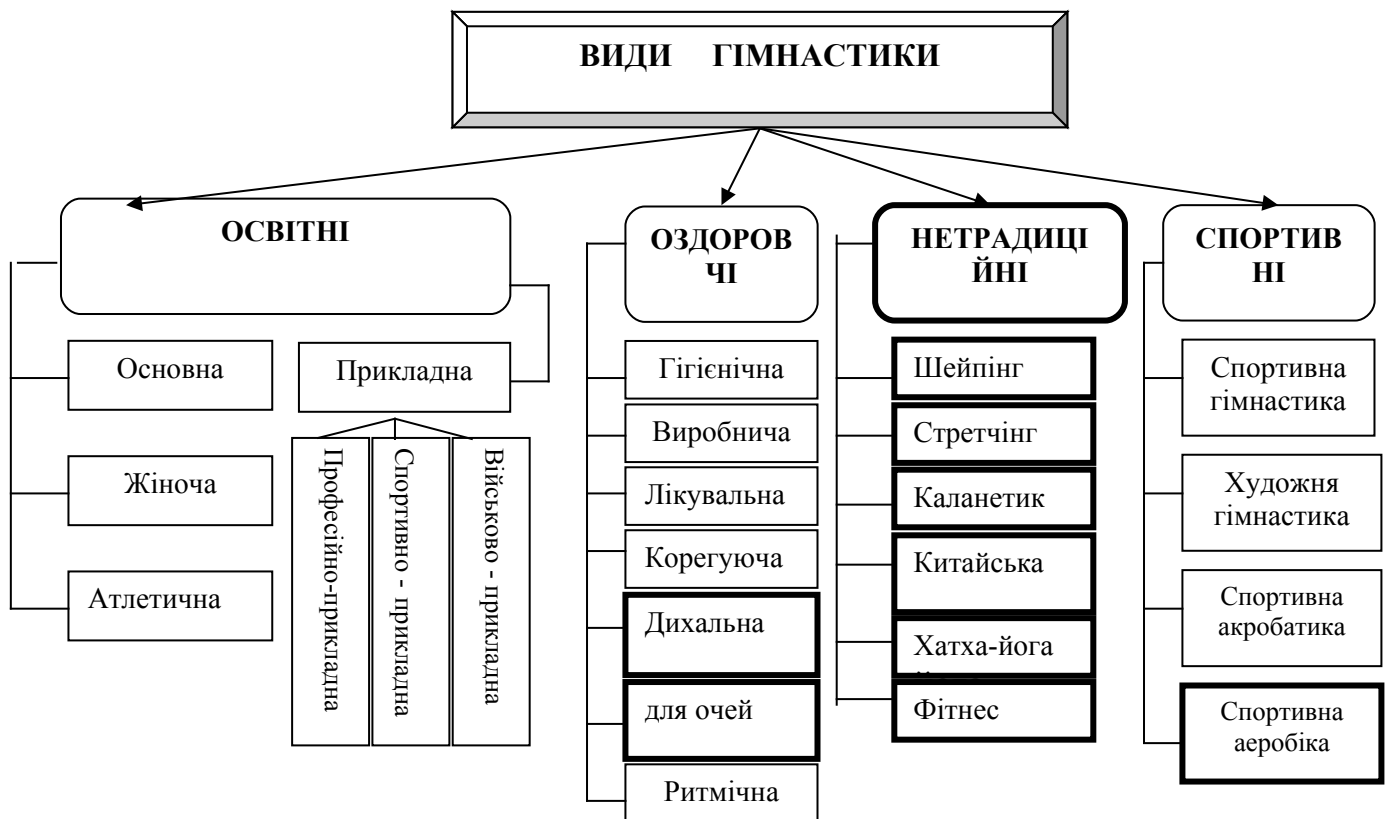 ВИДИ ГІМНАСТИКИ
ОСВІТНІ
Основна
Жіноча
Атлетична
Прикладна
Професійно-прикладна
Спортивно - прикладна
Військово - прикладна
ОЗДОРОВ
ЧІ
Гігієнічна
Виробнича
Лікувальна
Корегуюча
Дихальна
для очей
Ритмічна
НЕТРАДИЦІ
ЙНІ
Шейпінг
Стретчінг
Каланетик
Китайська
Хатха-йога
Фітнес
СПОРТИВ
НІ
Спортивна
гімнастика
Художня
гімнастика
Спортивна
акробатика
Спортивна
аеробіка